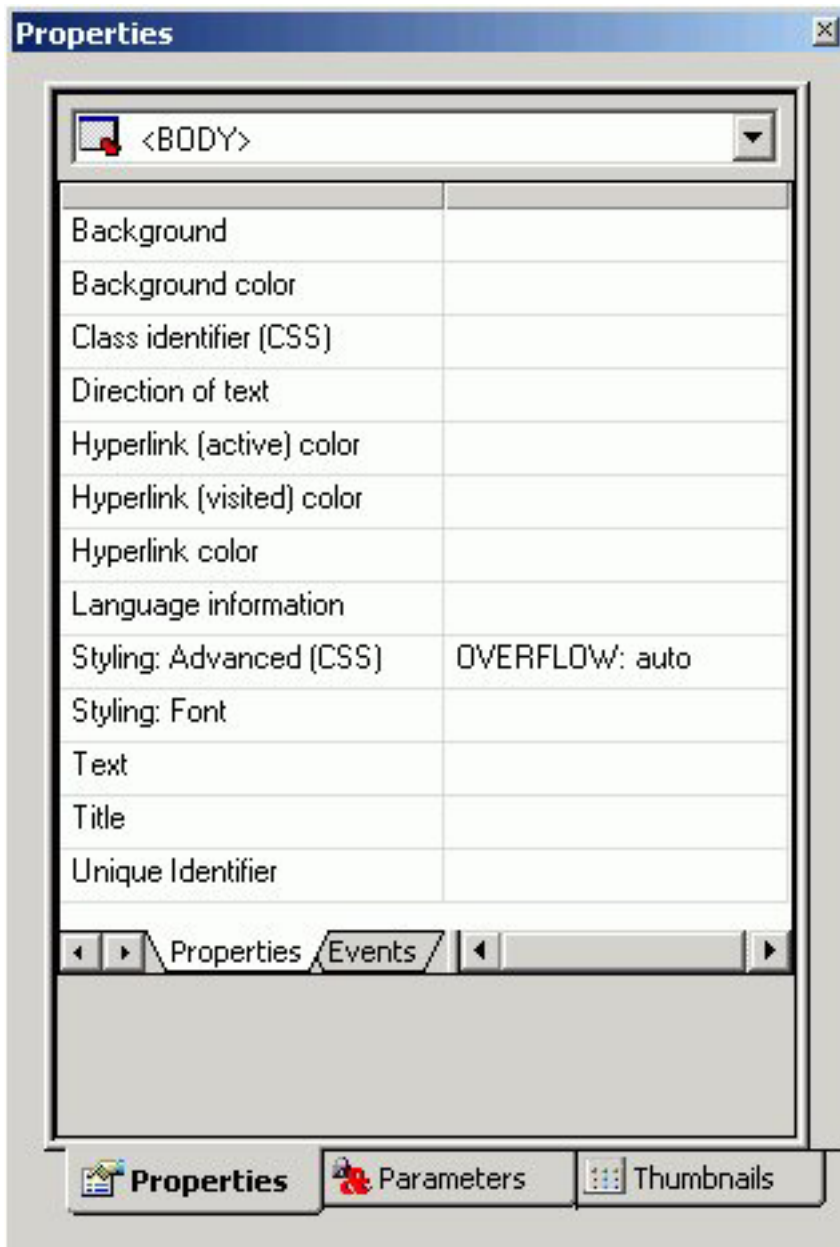 Properties
<BODY>
Background
Background color
Class identifier (CSS)
Direction of text
Hyperlink (active) color
Hyperlink (visited) color
Hyperlink color
Language information
Styling: Advanced (CSS) OVERFLOW: auto
Styling: Font
Text
Title
Unique Identifier
Properties Events
Properties Parameters Thumbnails